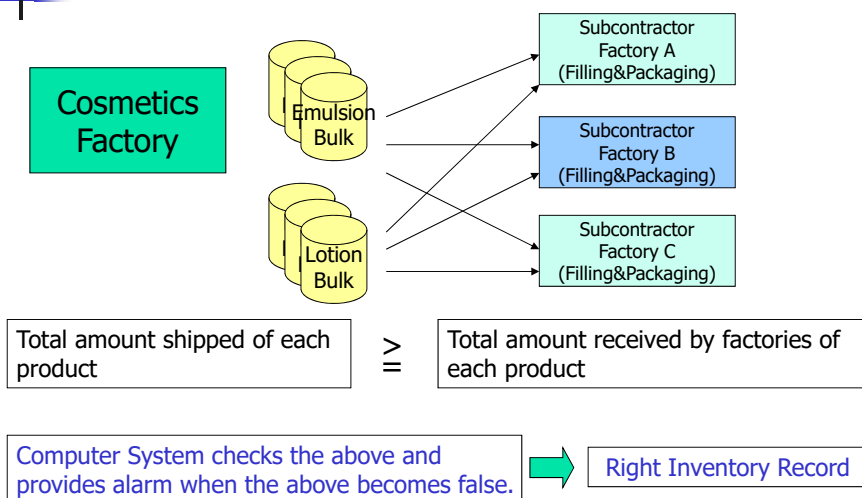 Cosmetics
Factory
Emulsion
Bulk
Lotion
Bulk
Subcontractor
Factory A
(Filling&Packaging)
Subcontractor
Factory B
(Filling&Packaging)
Subcontractor
Factory C
(Filling&Packaging)
Total amount shipped of each
product
≧
Total amount received by factories of
each product
Computer System checks the above and
provides alarm when the above becomes false.
Right Inventory Record